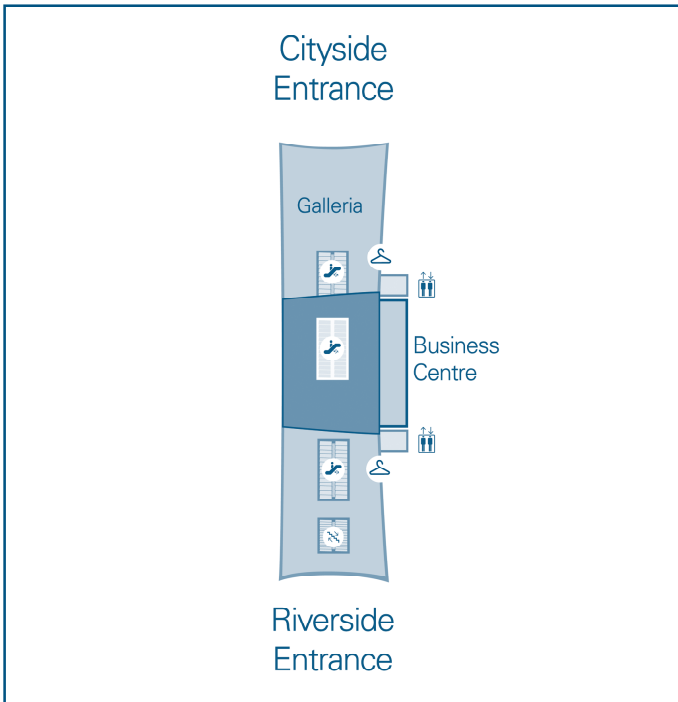 Cityside
Entrance
Galleria
Business
Centre
Riverside
Entrance